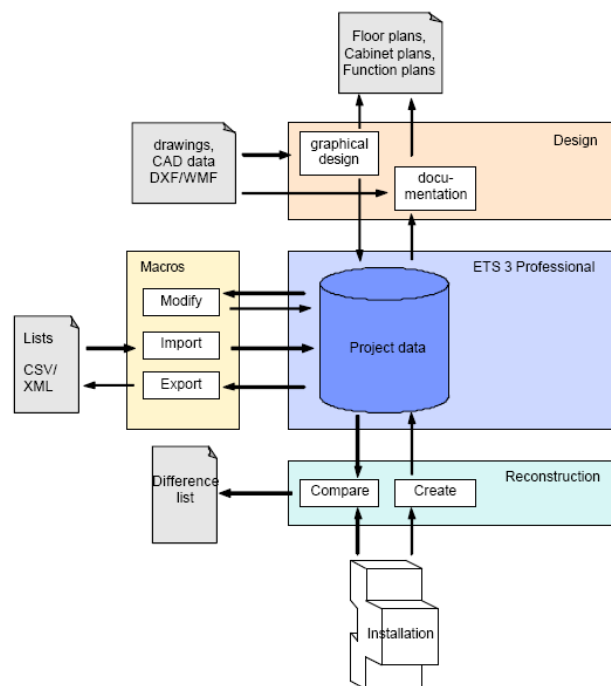 Floor plans,
Cabinet plans,
Function plans
drawings,
CAD data
DXF/WMF
graphical
design
Design
docu-
mentation
Macros
ETS 3 Professional
Modify
Lists
CSV/
XML
Import
Project data
Export
Difference
list
Compare
Create
Reconstruction
Installation